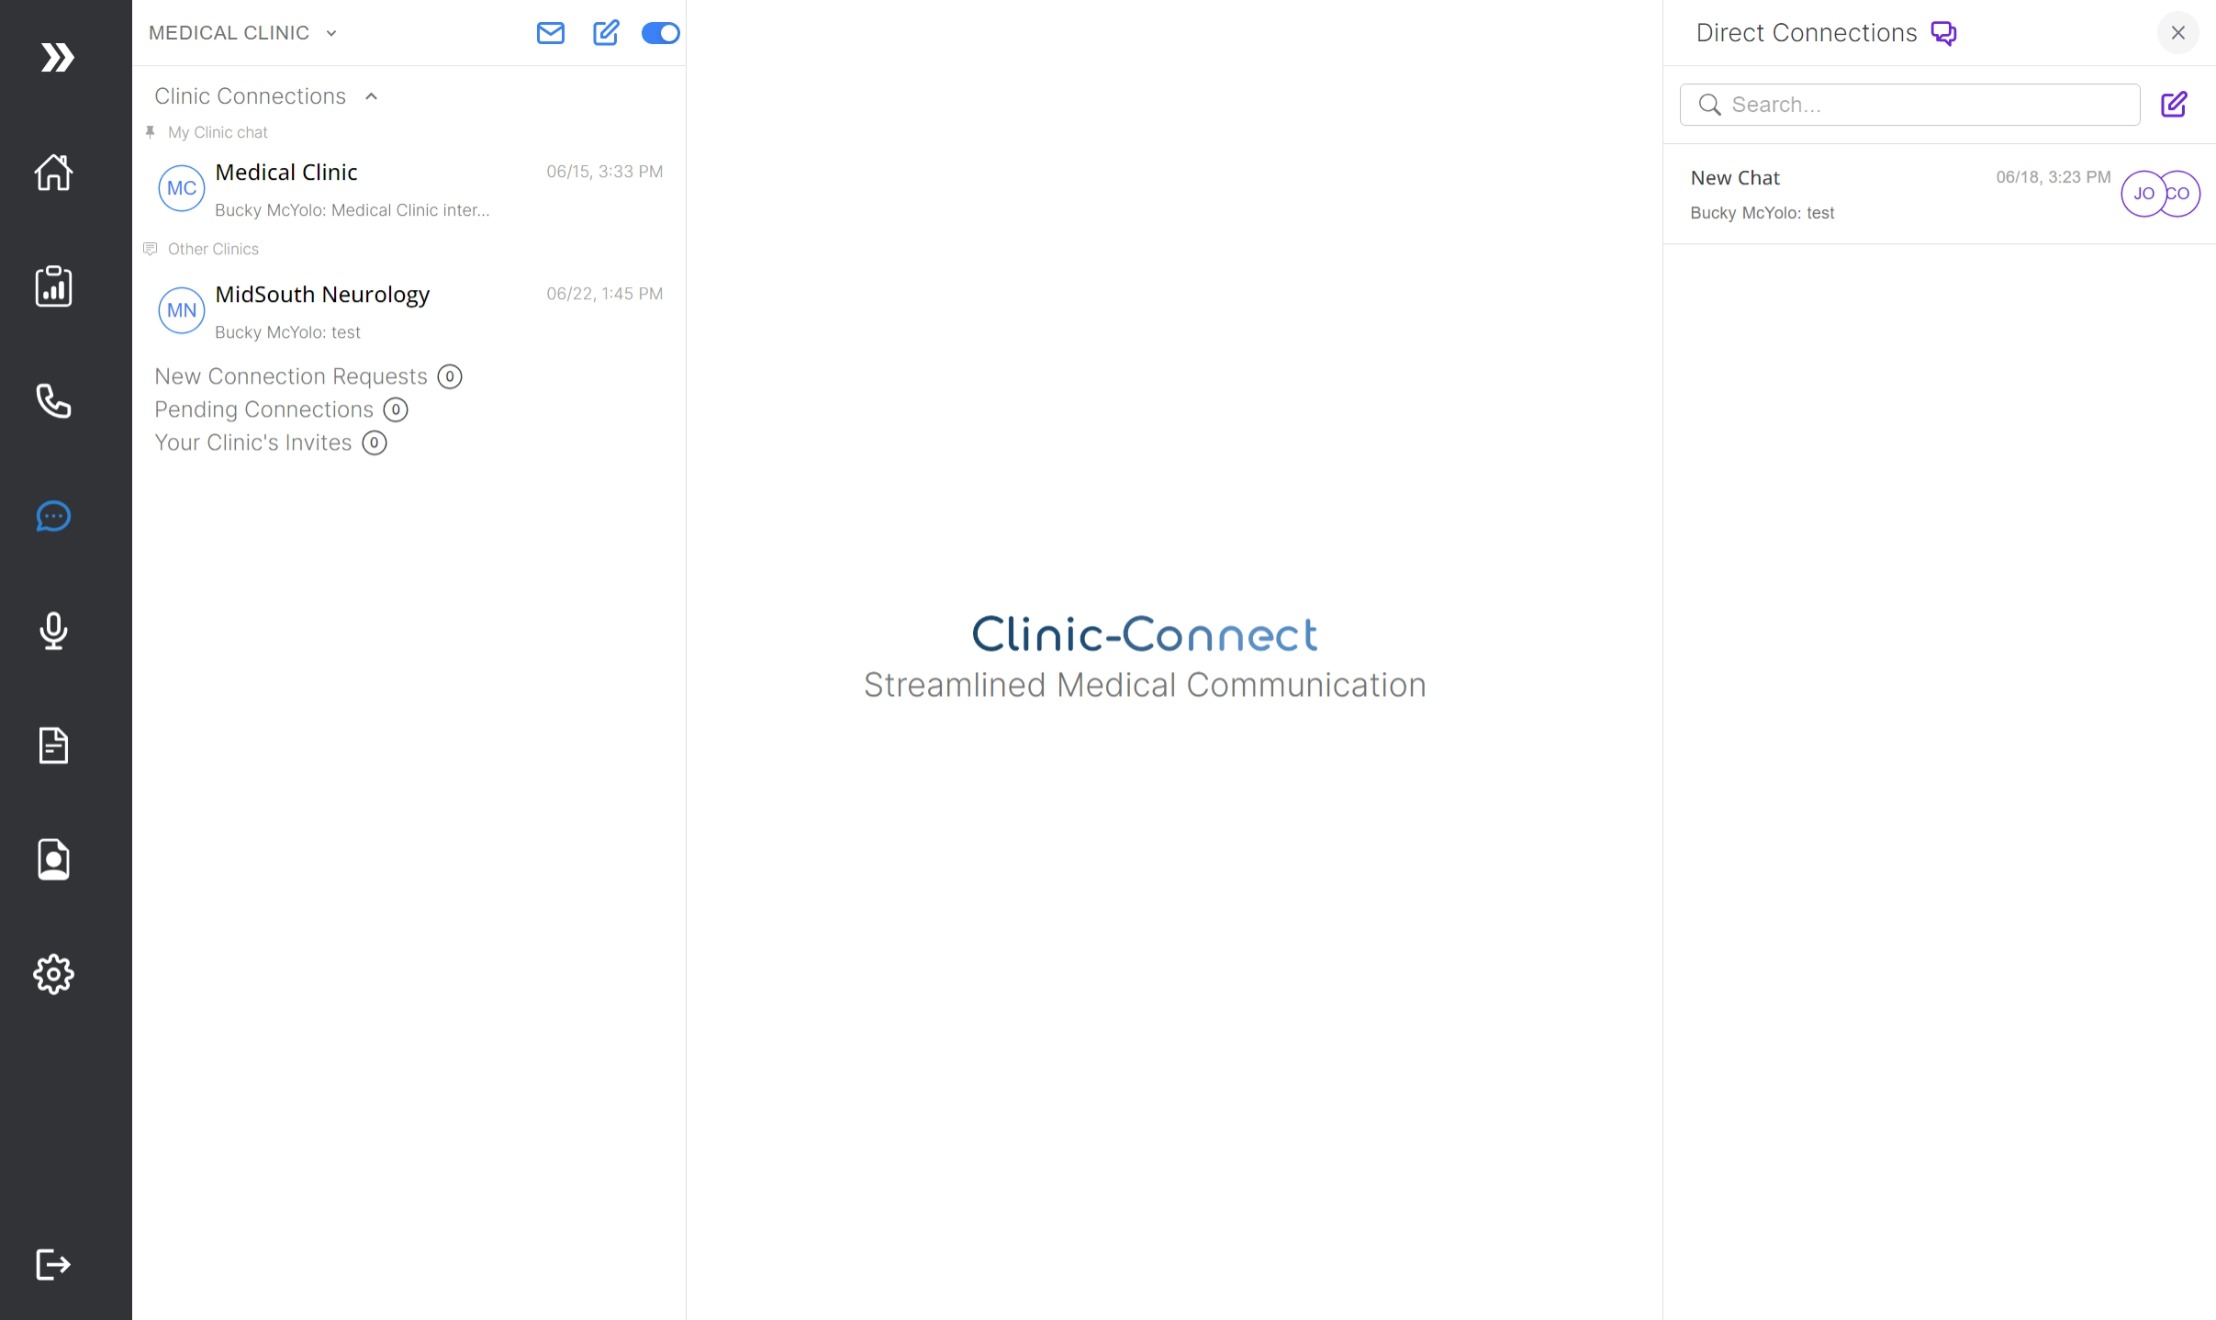 MEDICAL CLINIC
Clinic Connections
My Clinic chat
MC
Medical Clinic
06/15, 3:33 PM
Bucky McYolo: Medical Clinic inter...
Other Clinics
MN
MidSouth Neurology
06/22, 1:45 PM
Bucky McYolo: test
New Connection Requests 0
Pending Connections 0
Your Clinic's Invites 0
Clinic-Connect
Streamlined Medical Communication
Direct Connections
Search...
New Chat
06/18, 3:23 PM
JO
CO
Bucky McYolo: test